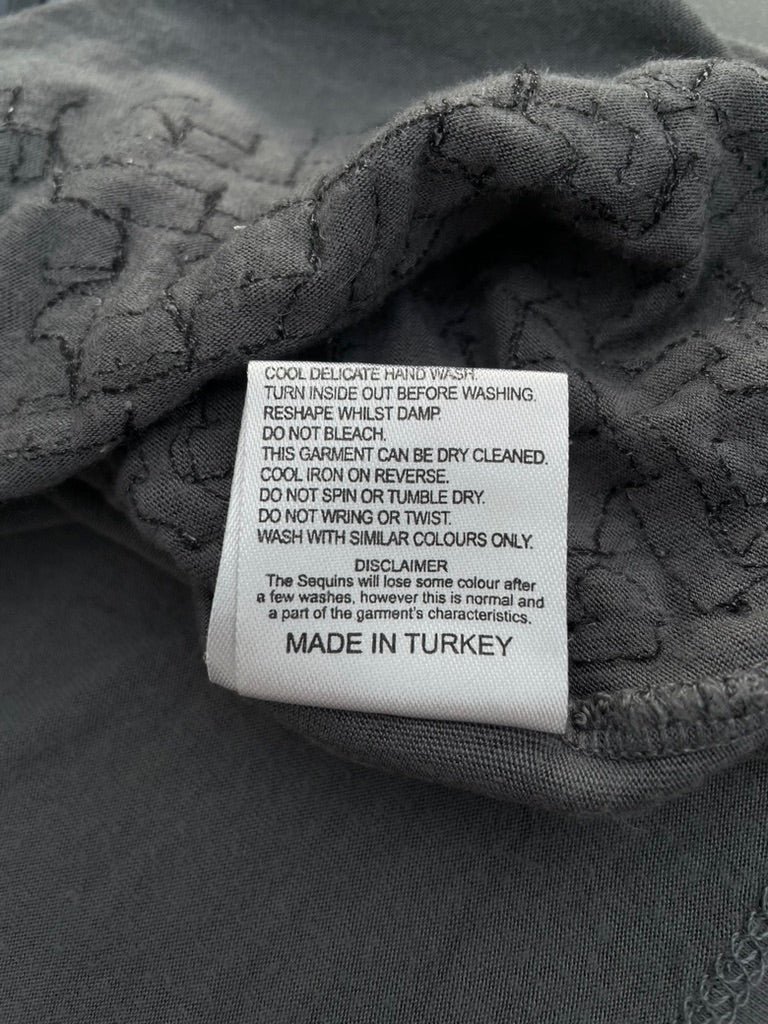 COOL DELICATE HAND WASH
TURN INSIDE OUT BEFORE WASHING.
RESHAPE WHILST DAMP.
DO NOT BLEACH.
THIS GARMENT CAN BE DRY CLEANED.
COOL IRON ON REVERSE.
DO NOT SPIN OR TUMBLE DRY.
DO NOT WRING OR TWIST.
WASH WITH SIMILAR COLOURS ONLY.
DISCLAIMER
The Sequins will lose some colour after
a few washes, however this is normal and
a part of the garment's characteristics.
MADE IN TURKEY